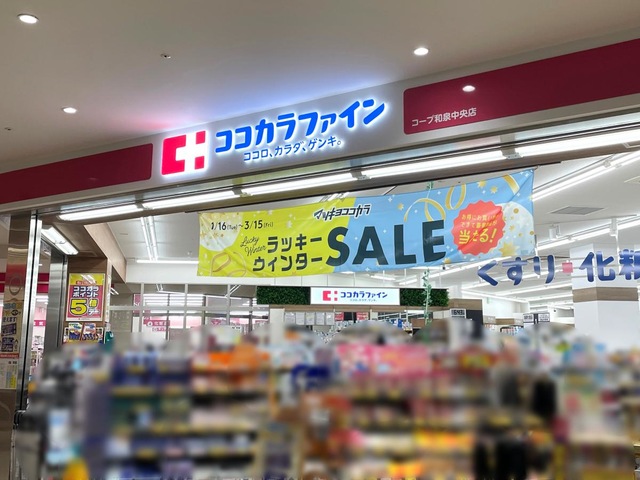 ココカラファイン
ココロ、カラダ、ゲンキ。
コープ和泉中央店
1/16(Thu)～3/15(Fri)
マツキヨココカラ
Lucky
Winter
ラッキー
ウィンター
SALE
当たる!
くすり
化粧
ココカラファイン
5倍